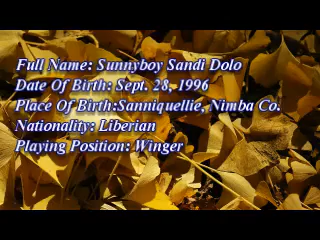 Full Name: Sunnyboy Sandi Dolo
Date Of Birth: Sept. 28, 1996
Place Of Birth:Sanniquellie, Nimba Co.
Nationality: Liberian
Playing Position: Winger